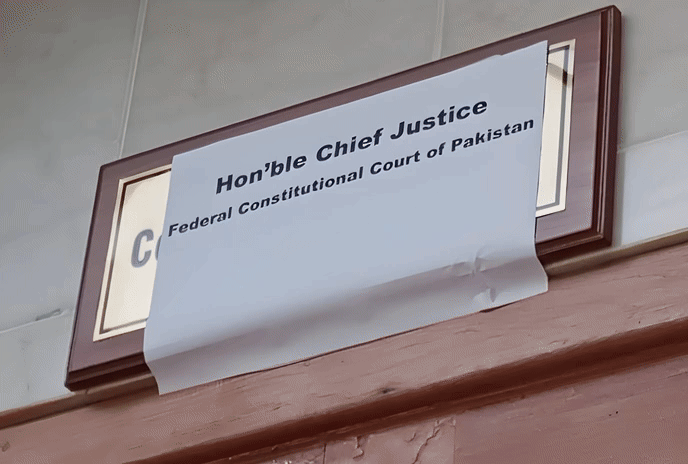 Hon'ble Chief Justice
Federal Constitutional Court of Pakistan